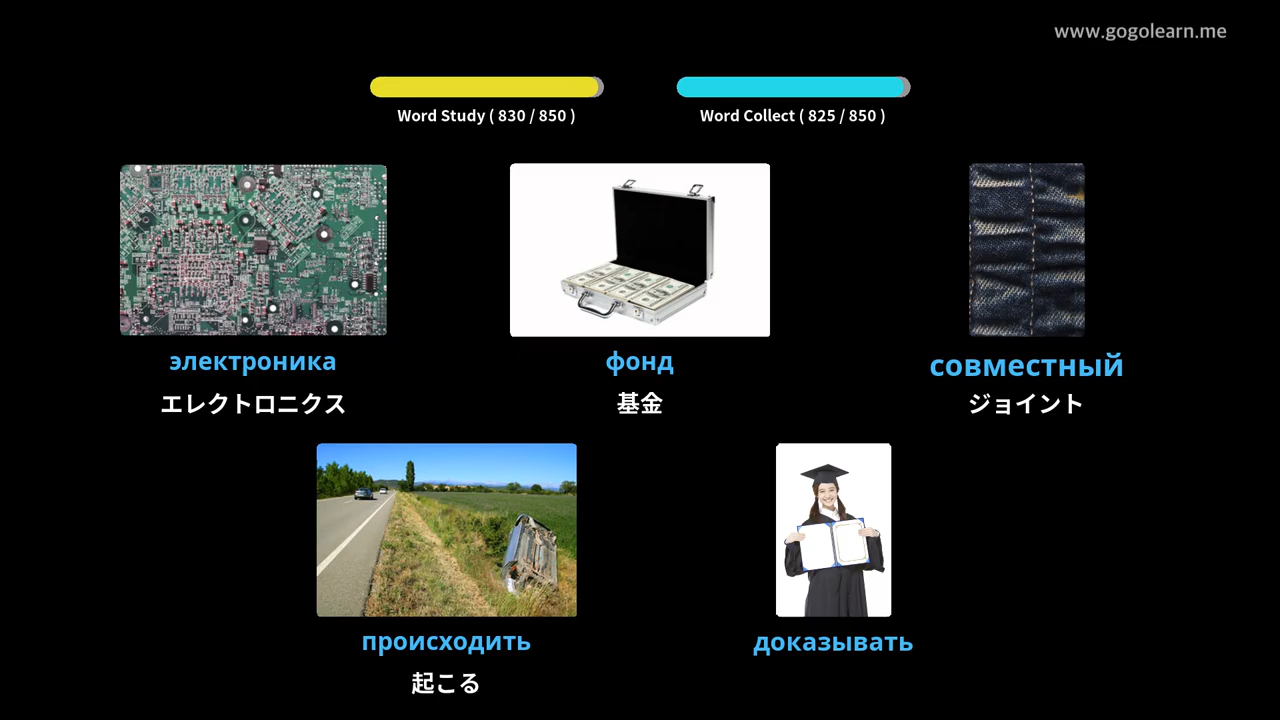 www.gogolearn.me
Word Study ( 830 / 850 )
Word Collect ( 825 / 850 )
электроника
エレクトロニクス
фонд
基金
совместный
ジョイント
происходить
起こる
доказывать